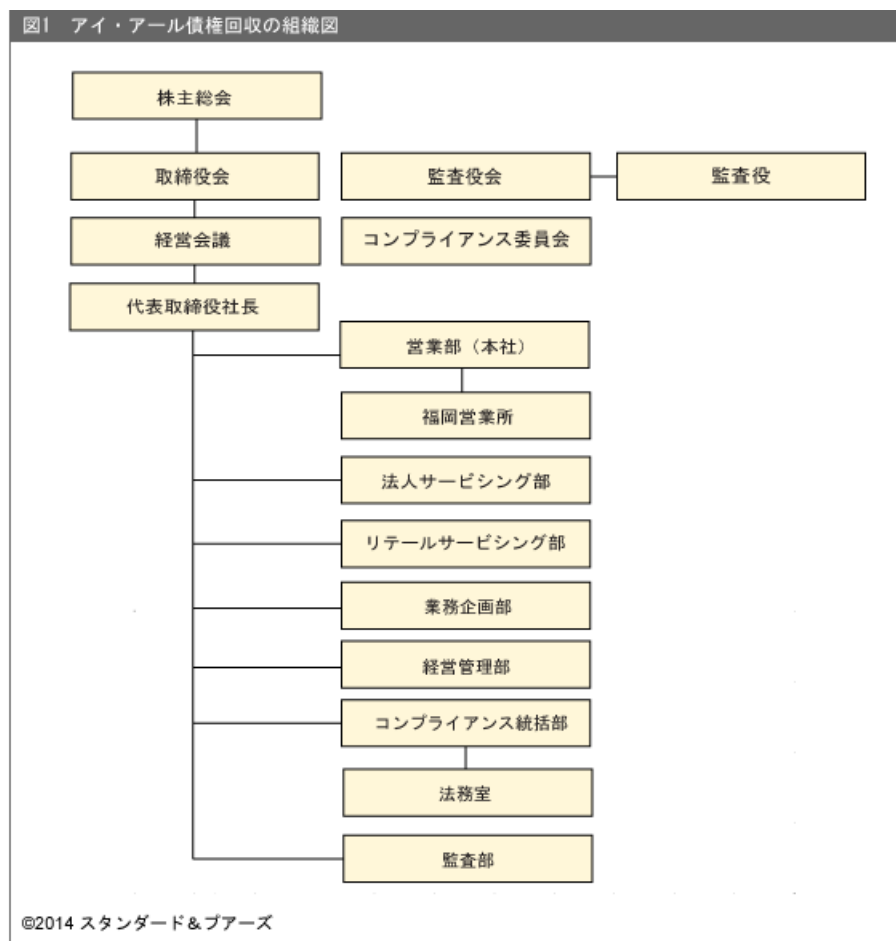 図1 アイ・アール債権回収の組織図
株主総会
取締役会
監査役会
監査役
経営会議
コンプライアンス委員会
代表取締役社長
営業部（本社）
福岡営業所
法人サービシング部
リテールサービシング部
業務企画部
経営管理部
コンプライアンス統括部
法務室
監査部
©2014 スタンダード＆プアーズ